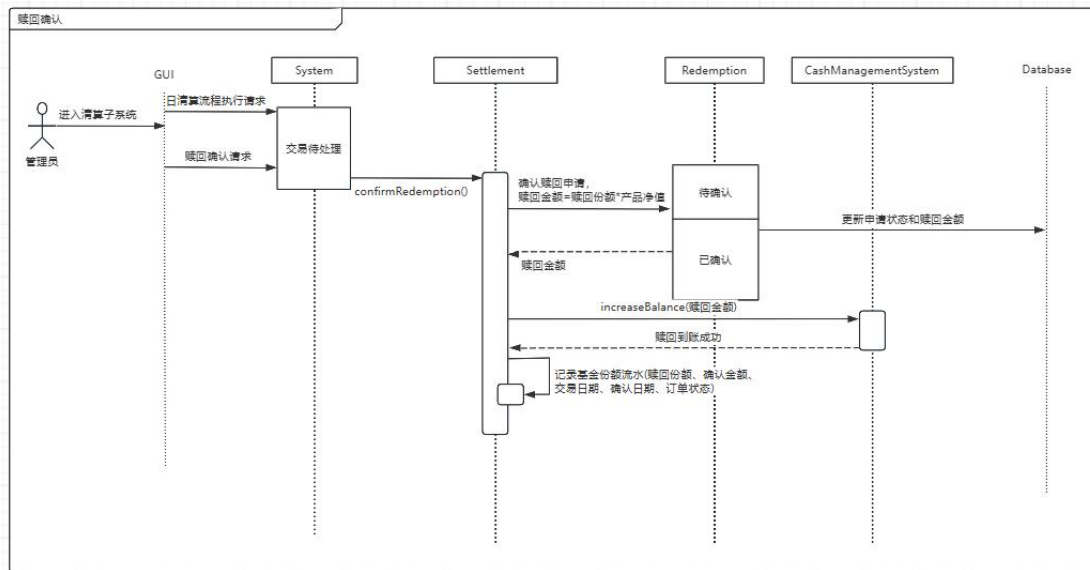 赎回确认
GUI
System
Settlement
Redemption
CashManagementSystem
Database
日清算流程执行请求
进入清算子系统
管理员
赎回确认请求
交易待处理
confirmRedemption()
确认赎回申请,
赎回金额=赎回份额*产品净值
待确认
更新申请状态和赎回金额
赎回金额
已确认
increaseBalance(赎回金额)
赎回到账成功
记录基金份额流水(赎回份额、确认金额、
交易日期、确认日期、订单状态)